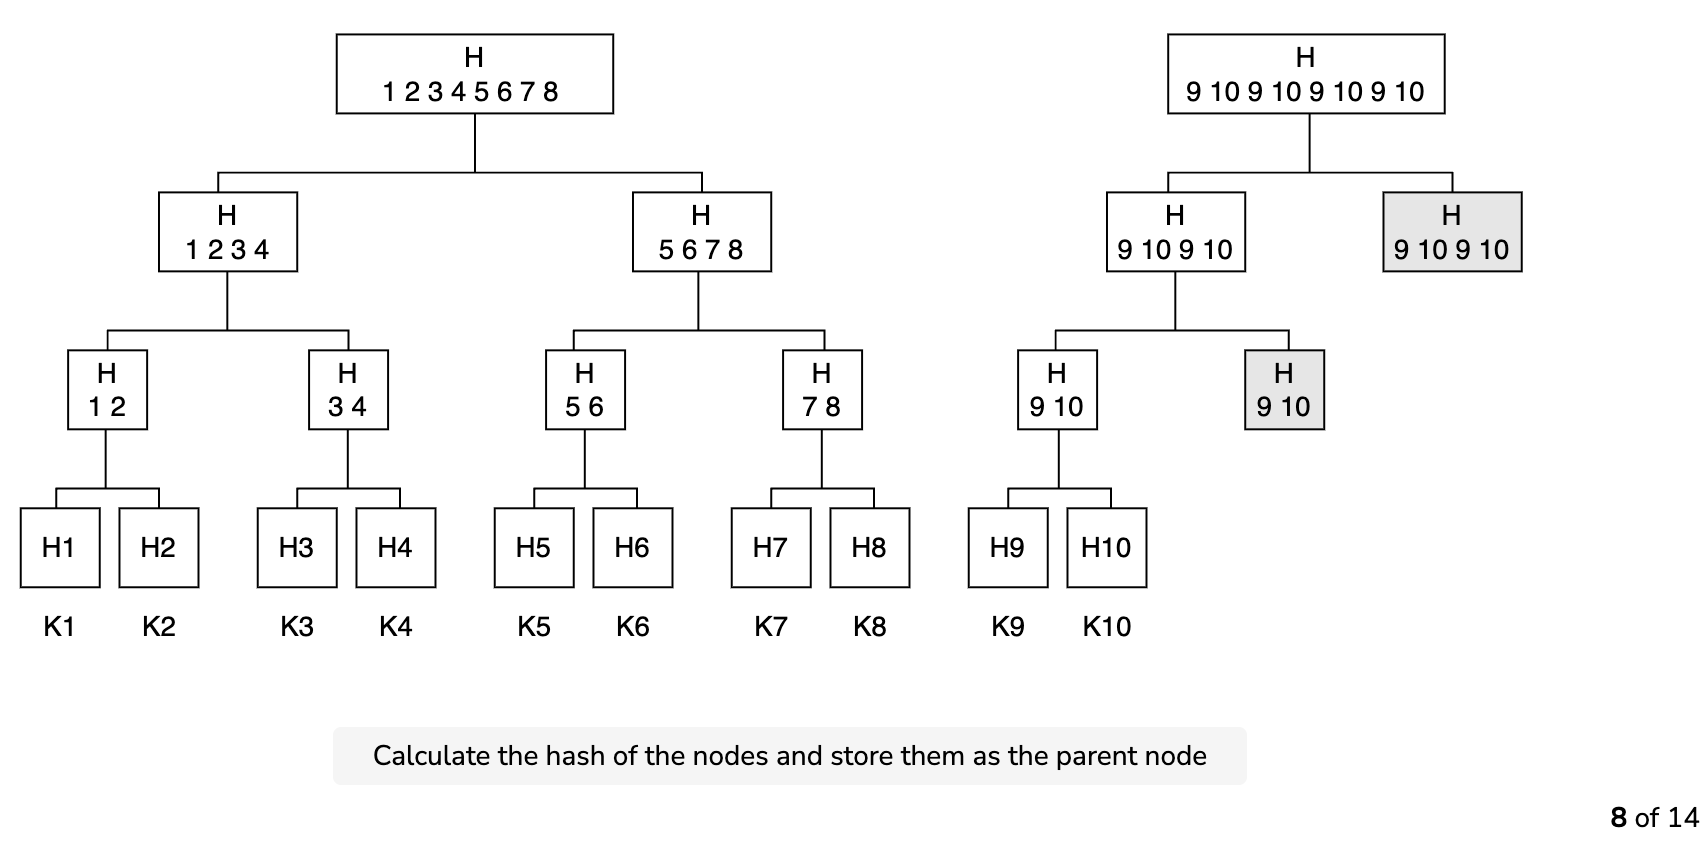 H
1 2 3 4 5 6 7 8
H
9 10 9 10 9 10 9 10
H
1 2 3 4
H
5 6 7 8
H
9 10 9 10
H
9 10 9 10
H
1 2
H
3 4
H
5 6
H
7 8
H
9 10
H
9 10
H1
H2
H3
H4
H5
H6
H7
H8
H9
H10
K1
K2
K3
K4
K5
K6
K7
K8
K9
K10
Calculate the hash of the nodes and store them as the parent node
8 of 14